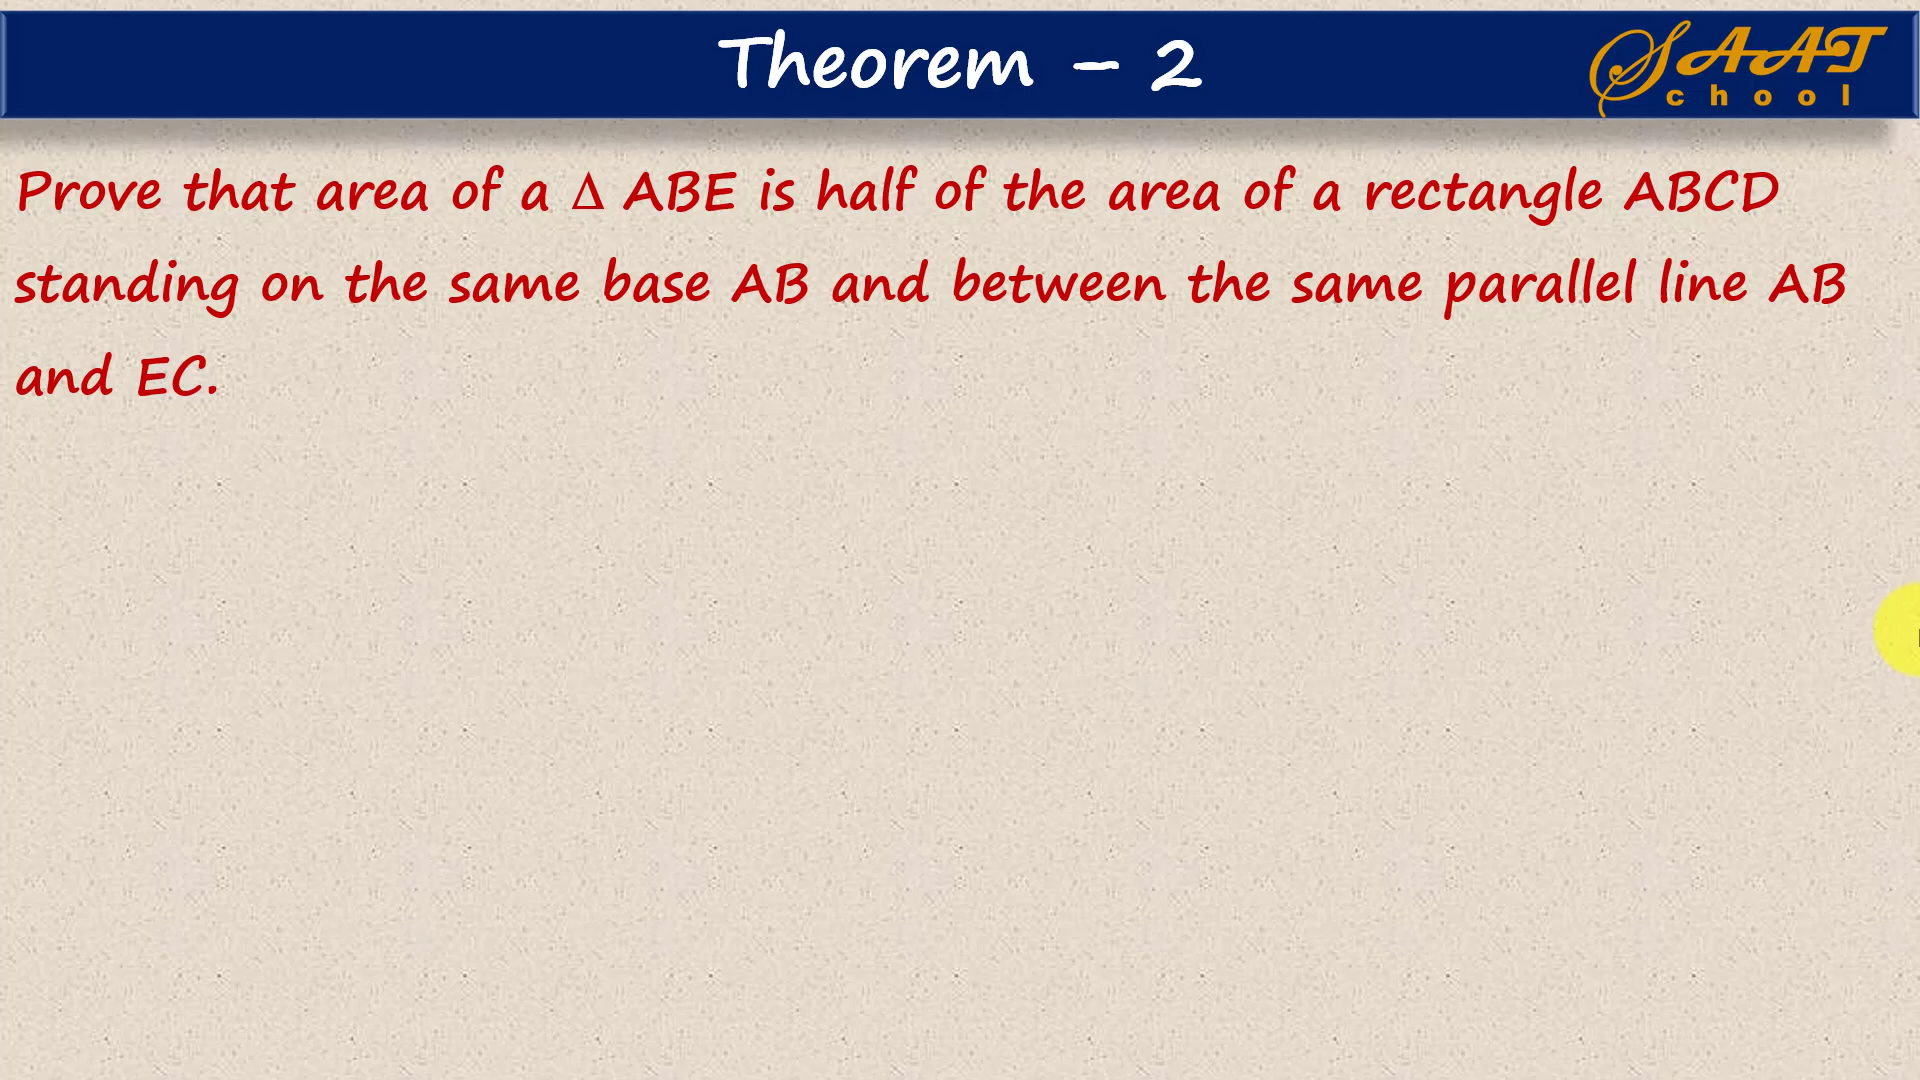 Theorem – 2
SAAT
School
Prove that area of a Δ ABE is half of the area of a rectangle ABCD
standing on the same base AB and between the same parallel line AB
and EC.